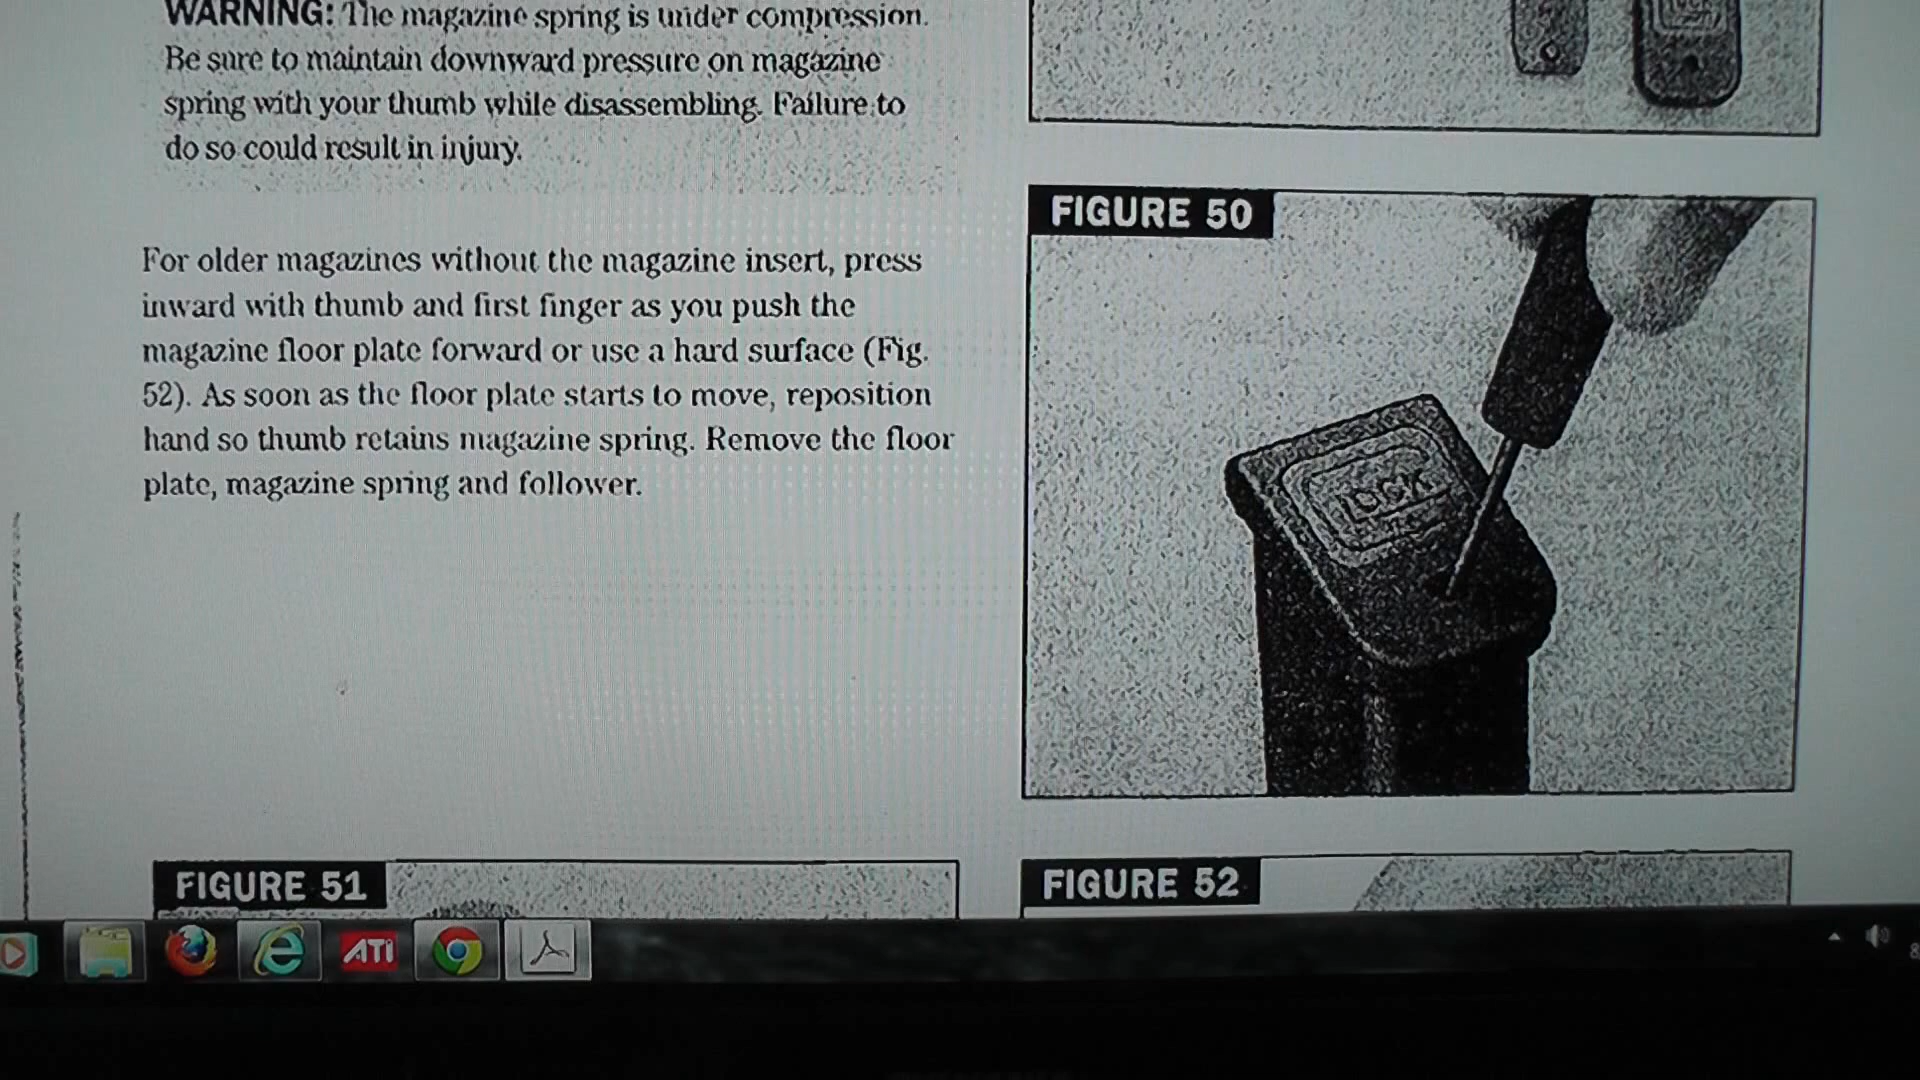 WARNING: The magazine spring is under compression.
Be sure to maintain downward pressure on magazine
spring with your thumb while disassembling. Failure to
do so could result in injury.
For older magazines without the magazine insert, press
inward with thumb and first finger as you push the
magazine floor plate forward or use a hard surface (Fig.
52). As soon as the floor plate starts to move, reposition
hand so thumb retains magazine spring. Remove the floor
plate, magazine spring and follower.
FIGURE 50
LOCK
FIGURE 51
FIGURE 52
ATI
8